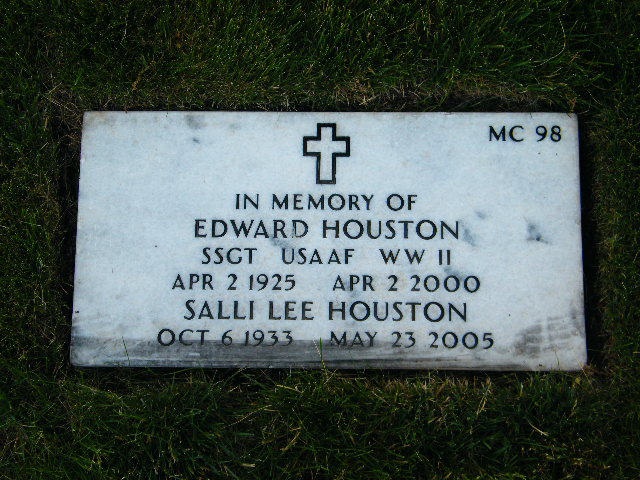 MC 98
IN MEMORY OF
EDWARD HOUSTON
SSGT USAAF WW II
APR 2 1925 APR 2 2000
SALLI LEE HOUSTON
OCT 6 1933 MAY 23 2005